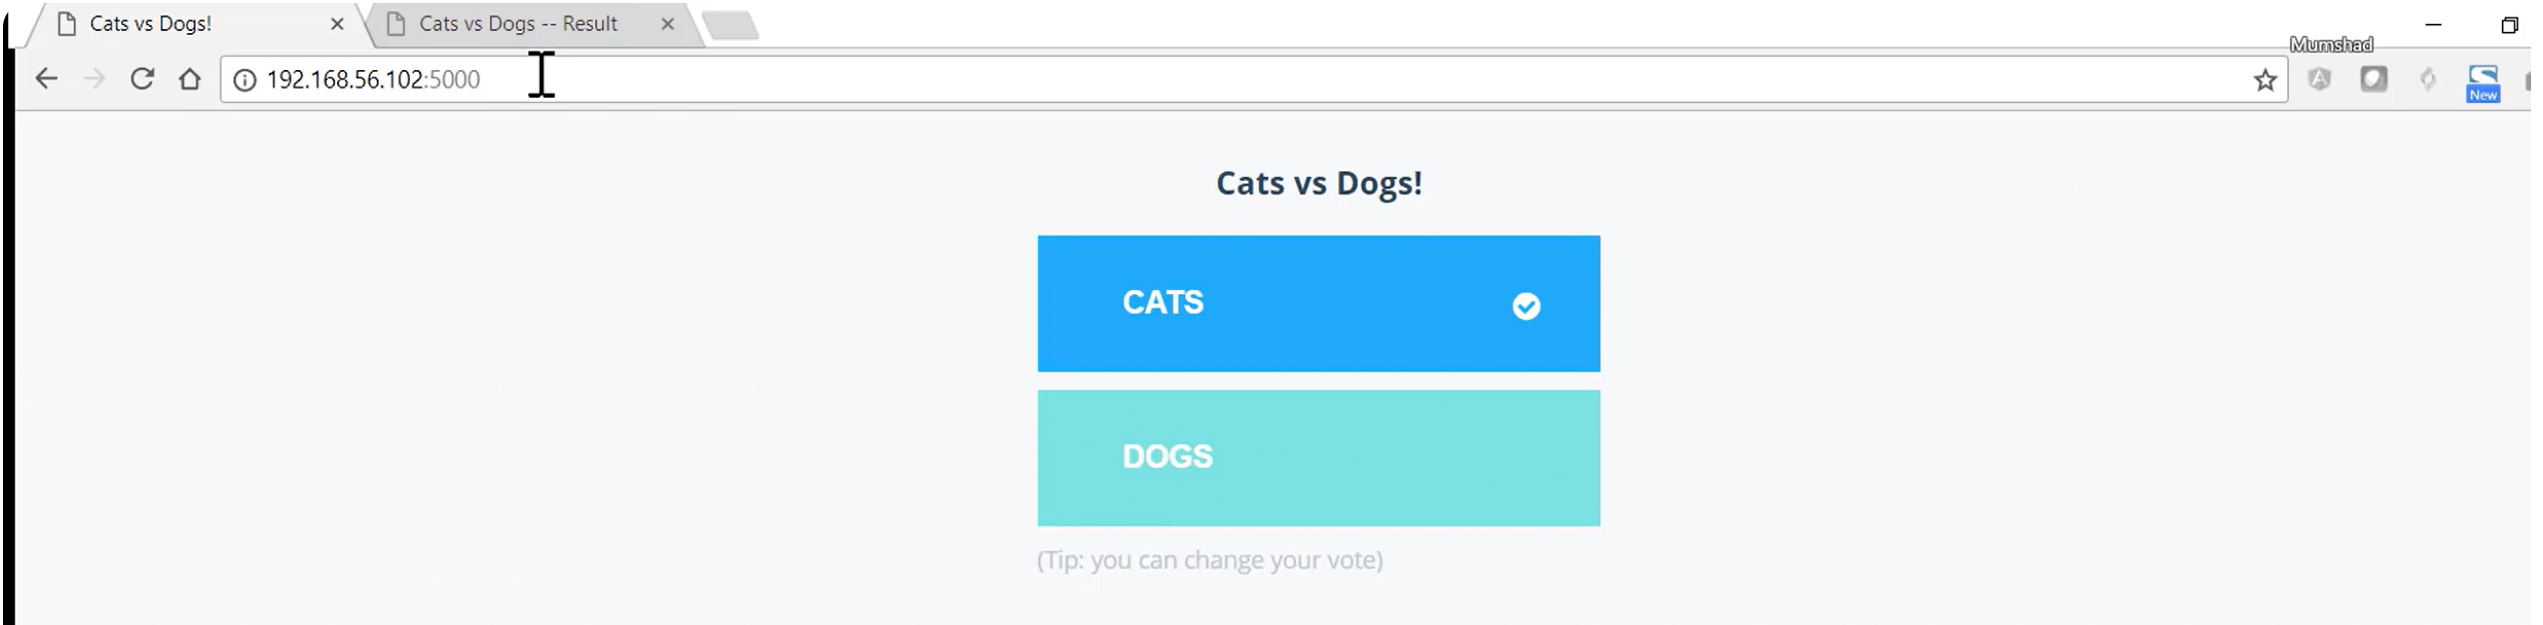 Cats vs Dogs!
Cats vs Dogs -- Result
Mumshad
192.168.56.102:5000
New
Cats vs Dogs!
CATS
DOGS
(Tip: you can change your vote)